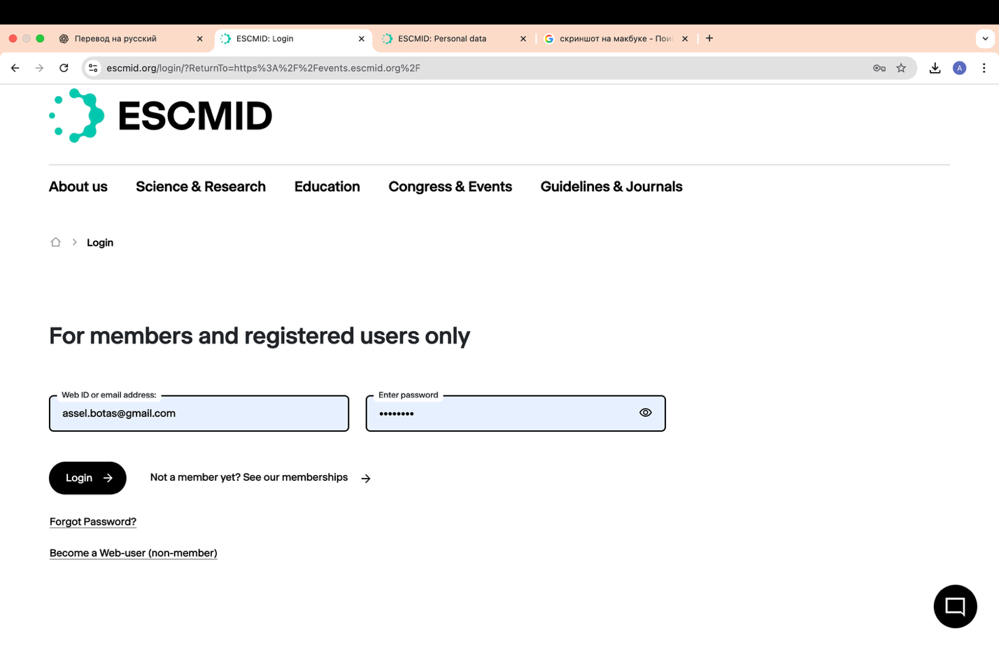 Перевод на русский
ESCMID: Login
ESCMID: Personal data
скриншот на макбуке - Пои
escmid.org/login/?ReturnTo=https%3A%2F%2Fevents.escmid.org%2F
A
ESCMID
About us
Science & Research
Education
Congress & Events
Guidelines & Journals
Login
For members and registered users only
Web ID or email address:
Enter password
assel.botas@gmail.com
••••••••
Login
Not a member yet? See our memberships
Forgot Password?
Become a Web-user (non-member)